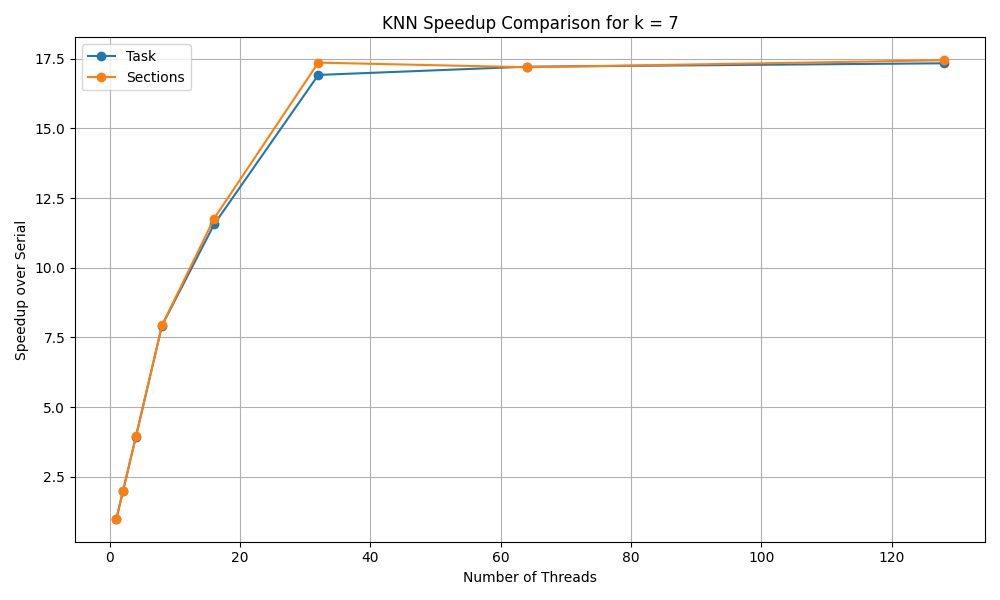 KNN Speedup Comparison for k = 7
Task
Sections
17.5
15.0
12.5
10.0
7.5
5.0
2.5
Speedup over Serial
0 20 40 60 80 100 120
Number of Threads